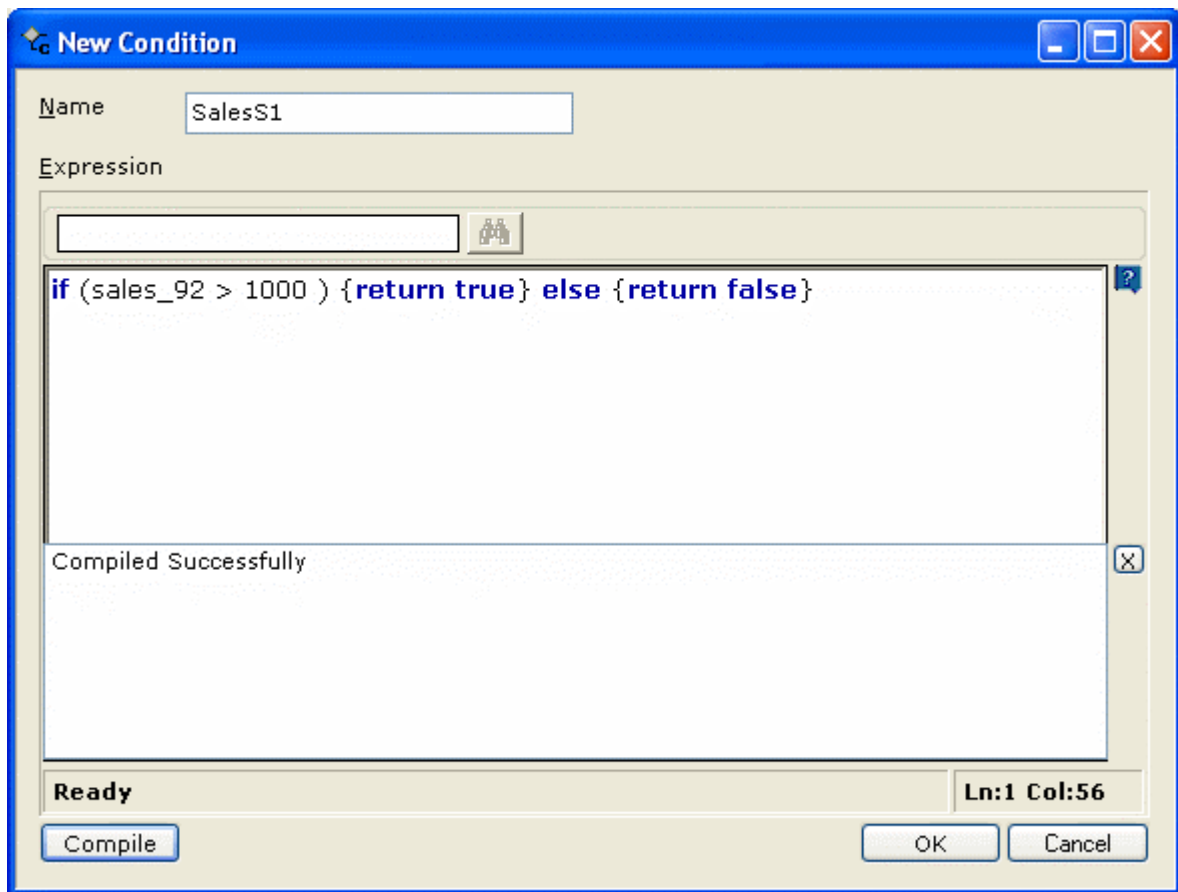 New Condition
Name
SalesS1
Expression
if (sales_92 > 1000 ) {return true} else {return false}
?
Compiled Successfully
X
Ready
Ln:1 Col:56
Compile
OK
Cancel